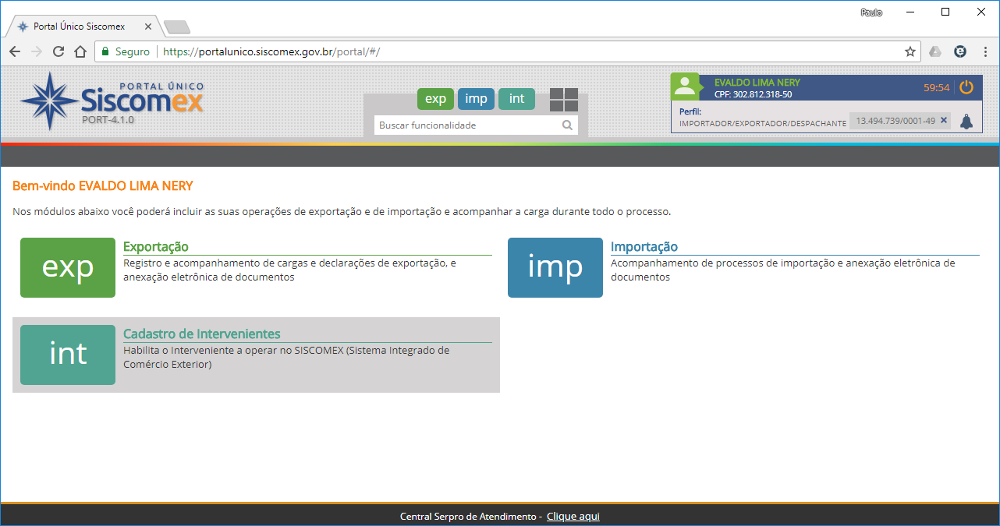 Paulo
Portal Único Siscomex
Seguro
https://portalunico.siscomex.gov.br/portal/#/
PORTAL ÚNICO
Siscomex
PORT-4.1.0
exp imp int
Buscar funcionalidade
EVALDO LIMA NERY
CPF: 302.812.318-50
59:54
Perfil:
IMPORTADOR/EXPORTADOR/DESPACHANTE
13.494.739/0001-49 ×
Bem-vindo EVALDO LIMA NERY
Nos módulos abaixo você poderá incluir as suas operações de exportação e de importação e acompanhar a carga durante todo o processo.
exp
Exportação
Registro e acompanhamento de cargas e declarações de exportação, e
anexação eletrônica de documentos
imp
Importação
Acompanhamento de processos de importação e anexação eletrônica de
documentos
int
Cadastro de Intervenientes
Habilita o Interveniente a operar no SISCOMEX (Sistema Integrado de
Comércio Exterior)
Central Serpro de Atendimento - Clique aqui